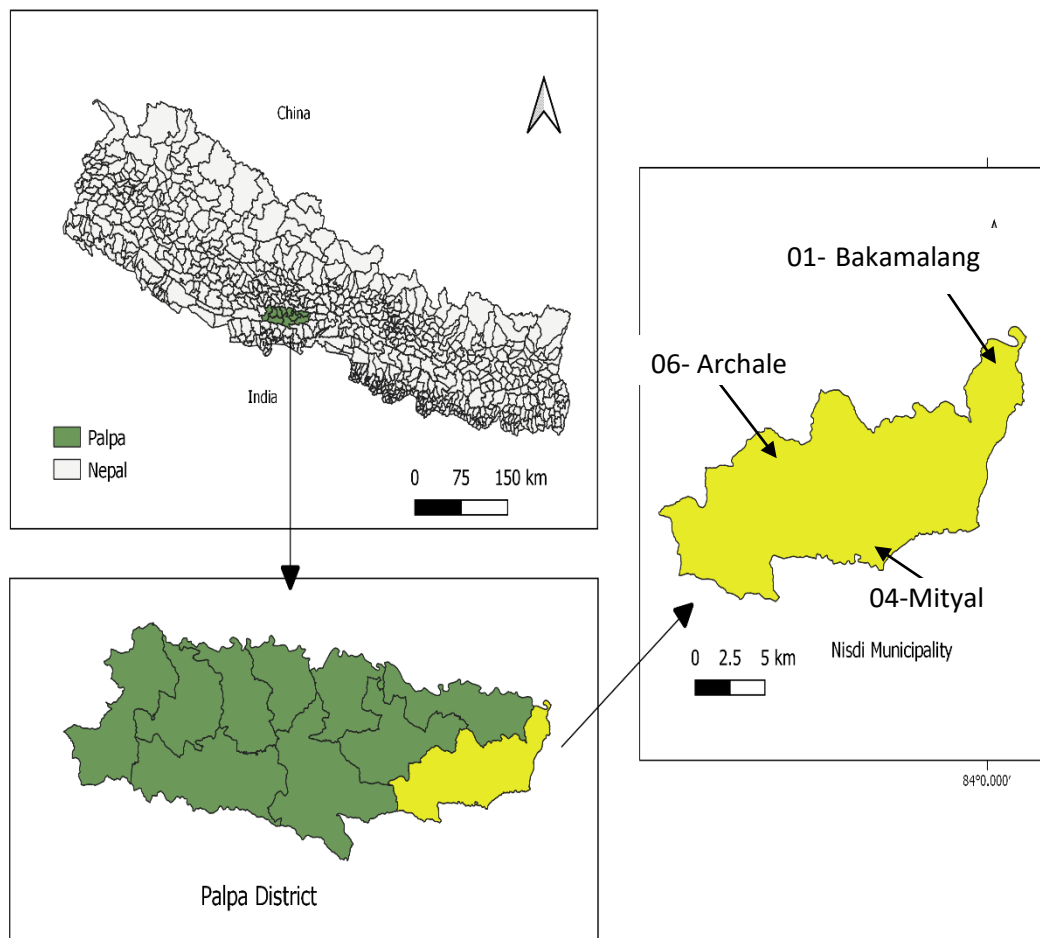 China
India
Palpa
Nepal
0 75 150 km
Palpa District
01- Bakamalang
06- Archale
04-Mityal
0 2.5 5 km
Nisdi Municipality
84°0.000'